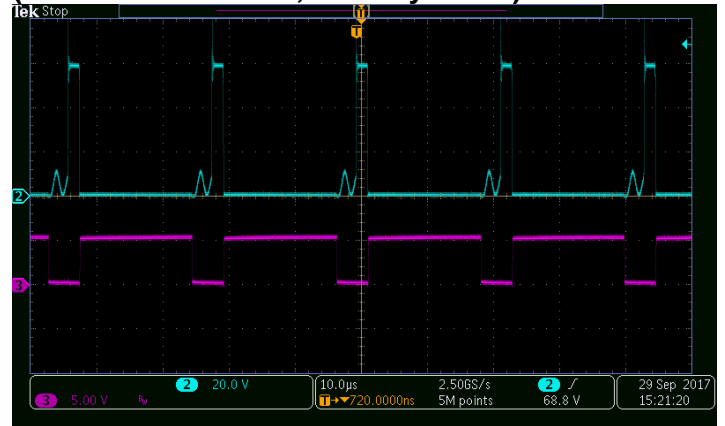 Tek Stop
T
T
2
3
2 20.0 V 10.0µs 2.50GS/s 2 ∫ 29 Sep 2017
3 5.00 V BW T→▼720.0000ns 5M points 68.8 V 15:21:20